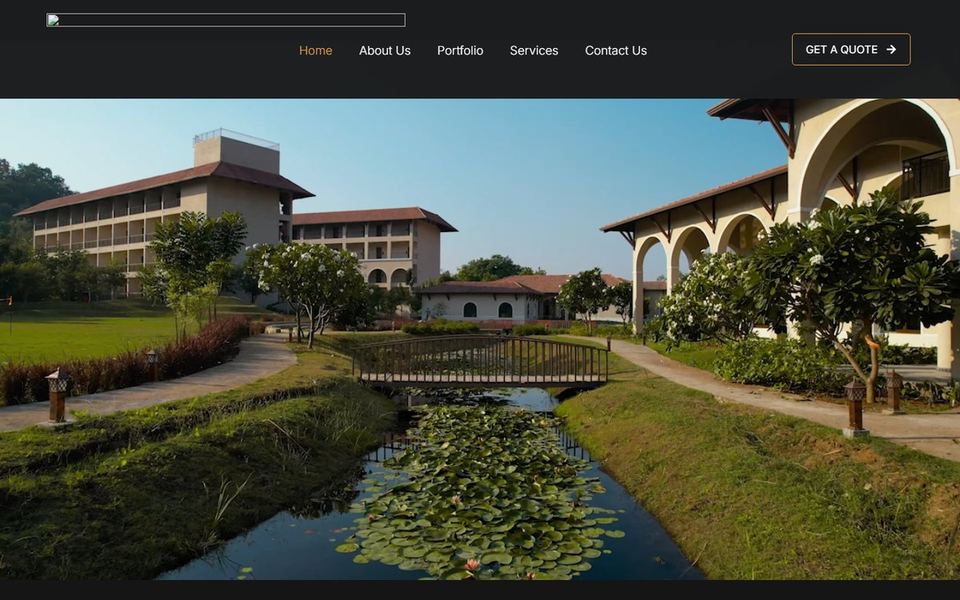 Home
About Us
Portfolio
Services
Contact Us
GET A QUOTE